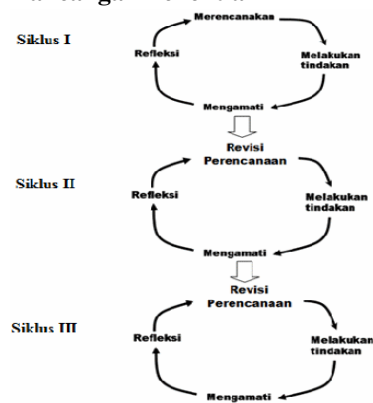 Merencanakan
Siklus I
Refleksi
Melakukan
tindakan
Mengamati
Revisi
Perencanaan
Siklus II
Refleksi
Melakukan
tindakan
Mengamati
Revisi
Perencanaan
Siklus III
Refleksi
Melakukan
tindakan
Mengamati